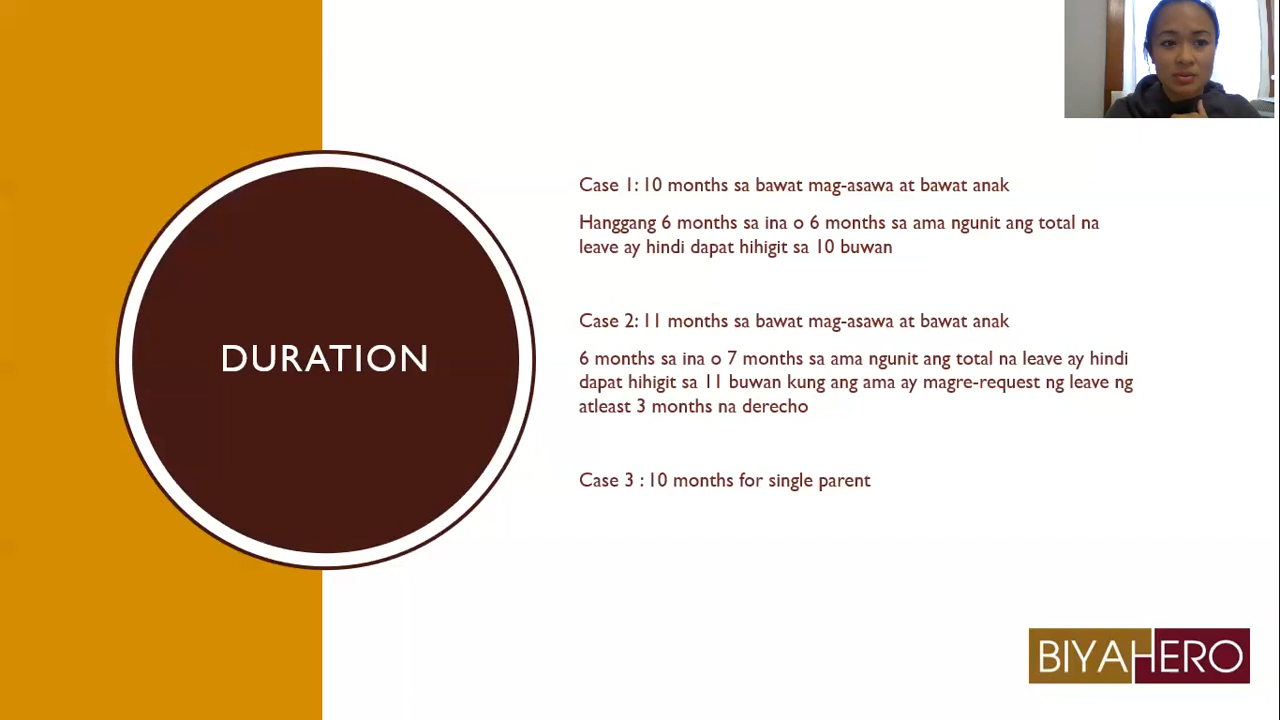 DURATION
Case 1: 10 months sa bawat mag-asawa at bawat anak
Hanggang 6 months sa ina o 6 months sa ama ngunit ang total na
leave ay hindi dapat hihigit sa 10 buwan
Case 2: 11 months sa bawat mag-asawa at bawat anak
6 months sa ina o 7 months sa ama ngunit ang total na leave ay hindi
dapat hihigit sa 11 buwan kung ang ama ay magre-request ng leave ng
atleast 3 months na derecho
Case 3 : 10 months for single parent
BIYAHERO